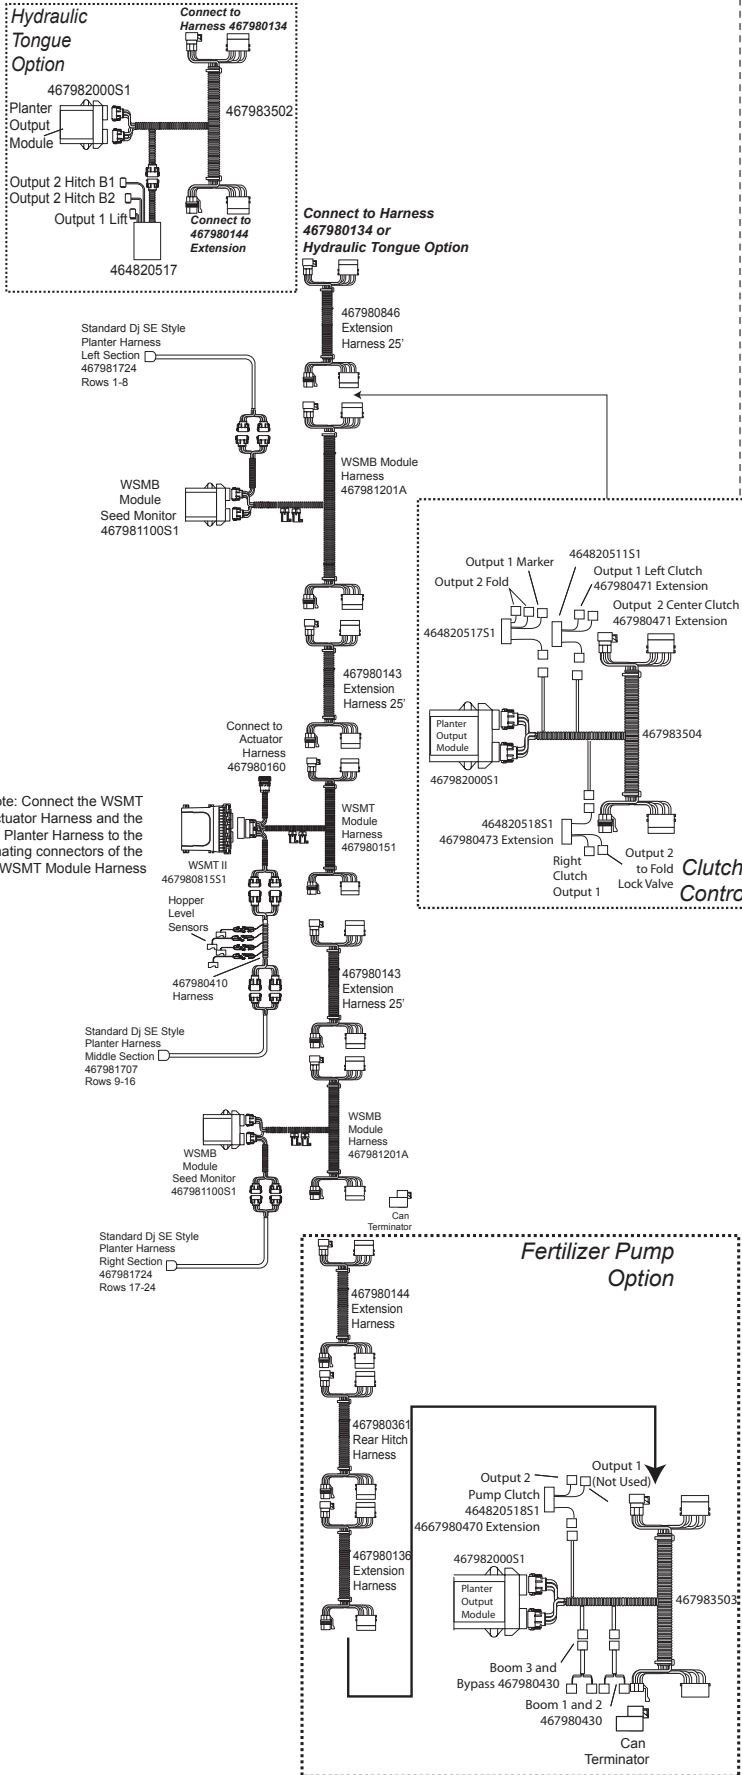 Hydraulic
Tongue
Option
Connect to
Harness 467980134
467982000S1
Planter
Output
Module
467983502
Output 2 Hitch B1
Output 2 Hitch B2
Output 1 Lift
464820517
Connect to
467980144
Extension
Connect to Harness
467980134 or
Hydraulic Tongue Option
467980846
Extension
Harness 25'
Standard Dj SE Style
Planter Harness
Left Section
467981724
Rows 1-8
WSMB Module
Harness
467981201A
WSMB
Module
Seed Monitor
467981100S1
Output 1 Marker
Output 2 Fold
464820511S1
Output 1 Left Clutch
467980471 Extension
Output 2 Center Clutch
467980471 Extension
464820517S1
Planter
Output
Module
467982000S1
467983504
464820518S1
467980473 Extension
Right
Clutch
Output 1
Output 2
to Fold
Lock Valve
Clutch
Contro
467980143
Extension
Harness 25'
Connect to
Actuator
Harness
467980160
ote: Connect the WSMT
ctuator Harness and the
Planter Harness to the
nating connectors of the
WSMT Module Harness
WSMT
Module
Harness
467980151
WSMT II
467980815S1
Hopper
Level
Sensors
467980410
Harness
467980143
Extension
Harness 25'
Standard Dj SE Style
Planter Harness
Middle Section
467981707
Rows 9-16
WSMB
Module
Harness
467981201A
WSMB
Module
Seed Monitor
467981100S1
Can
Terminator
Standard Dj SE Style
Planter Harness
Right Section
467981724
Rows 17-24
Fertilizer Pump
Option
467980144
Extension
Harness
467980361
Rear Hitch
Harness
467980136
Extension
Harness
Output 2
Pump Clutch
464820518S1
4667980470 Extension
Output 1
(Not Used)
467982000S1
Planter
Output
Module
467983503
Boom 3 and
Bypass 467980430
Boom 1 and 2
467980430
Can
Terminator